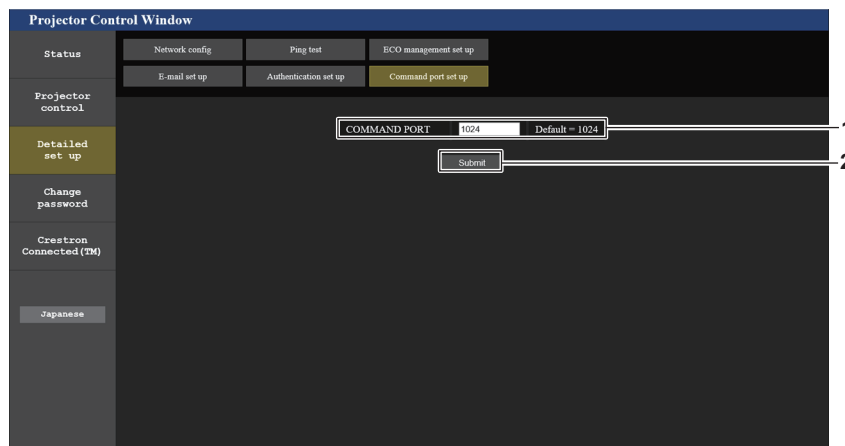 Projector Control Window
Status
Network config
Ping test
ECO management set up
E-mail set up
Authentication set up
Command port set up
Projector
control
Detailed
set up
Change
password
Crestron
Connected(TM)
Japanese
COMMAND PORT 1024 Default = 1024
1
Submit
2